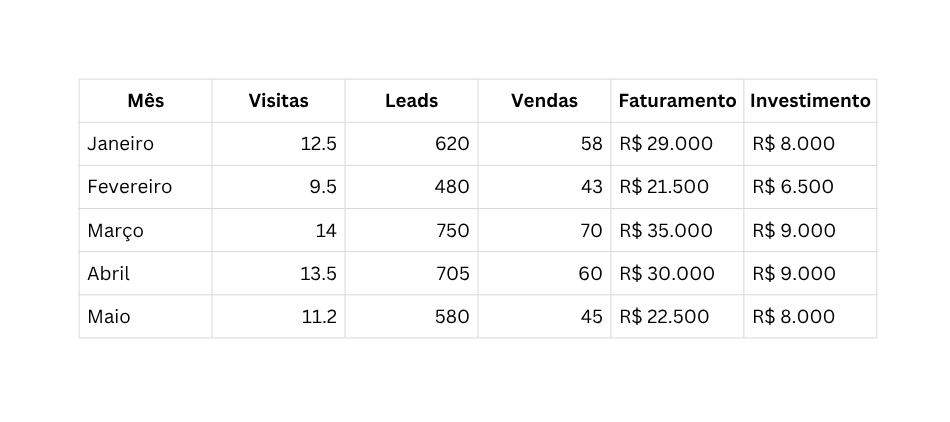 Mês Visitas Leads Vendas Faturamento Investimento
Janeiro 12.5 620 58 R$ 29.000 R$ 8.000
Fevereiro 9.5 480 43 R$ 21.500 R$ 6.500
Março 14 750 70 R$ 35.000 R$ 9.000
Abril 13.5 705 60 R$ 30.000 R$ 9.000
Maio 11.2 580 45 R$ 22.500 R$ 8.000